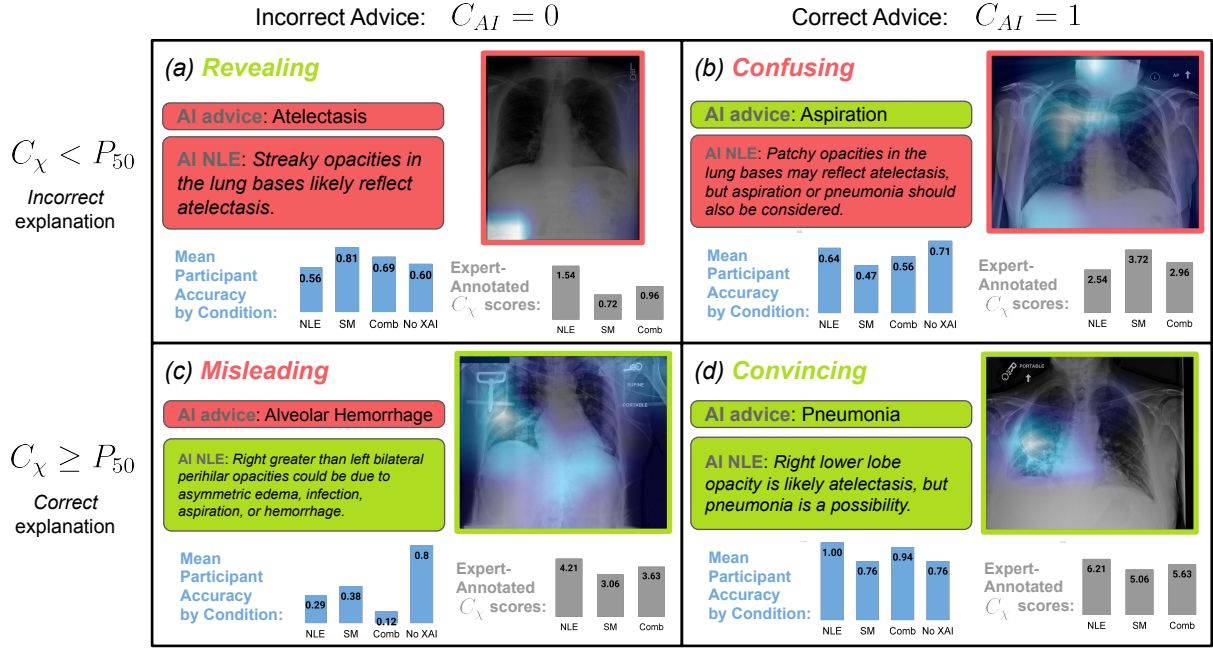 Incorrect Advice: C_AI = 0
Correct Advice: C_AI = 1
C_χ < P_50
Incorrect
explanation
(a) Revealing
AI advice: Atelectasis
AI NLE: Streaky opacities in
the lung bases likely reflect
atelectasis.
Mean
Participant
Accuracy
by Condition:
0.56 0.81 0.69 0.60
NLE SM Comb No XAI
Expert-
Annotated
C_χ scores:
1.54 0.72 0.96
NLE SM Comb
(b) Confusing
AI advice: Aspiration
AI NLE: Patchy opacities in the
lung bases may reflect atelectasis,
but aspiration or pneumonia should
also be considered.
L AP
Mean
Participant
Accuracy
by Condition:
0.64 0.47 0.56 0.71
NLE SM Comb No XAI
Expert-
Annotated
C_χ scores:
2.54 3.72 2.96
NLE SM Comb
C_χ ≥ P_50
Correct
explanation
(c) Misleading
AI advice: Alveolar Hemorrhage
AI NLE: Right greater than left bilateral
perihilar opacities could be due to
asymmetric edema, infection,
aspiration, or hemorrhage.
SUPINE
PORTABLE
Mean
Participant
Accuracy
by Condition:
0.29 0.38 0.12 0.8
NLE SM Comb No XAI
Expert-
Annotated
C_χ scores:
4.21 3.06 3.63
NLE SM Comb
(d) Convincing
AI advice: Pneumonia
AI NLE: Right lower lobe
opacity is likely atelectasis, but
pneumonia is a possibility.
PORTABLE
Mean
Participant
Accuracy
by Condition:
1.00 0.76 0.94 0.76
NLE SM Comb No XAI
Expert-
Annotated
C_χ scores:
6.21 5.06 5.63
NLE SM Comb